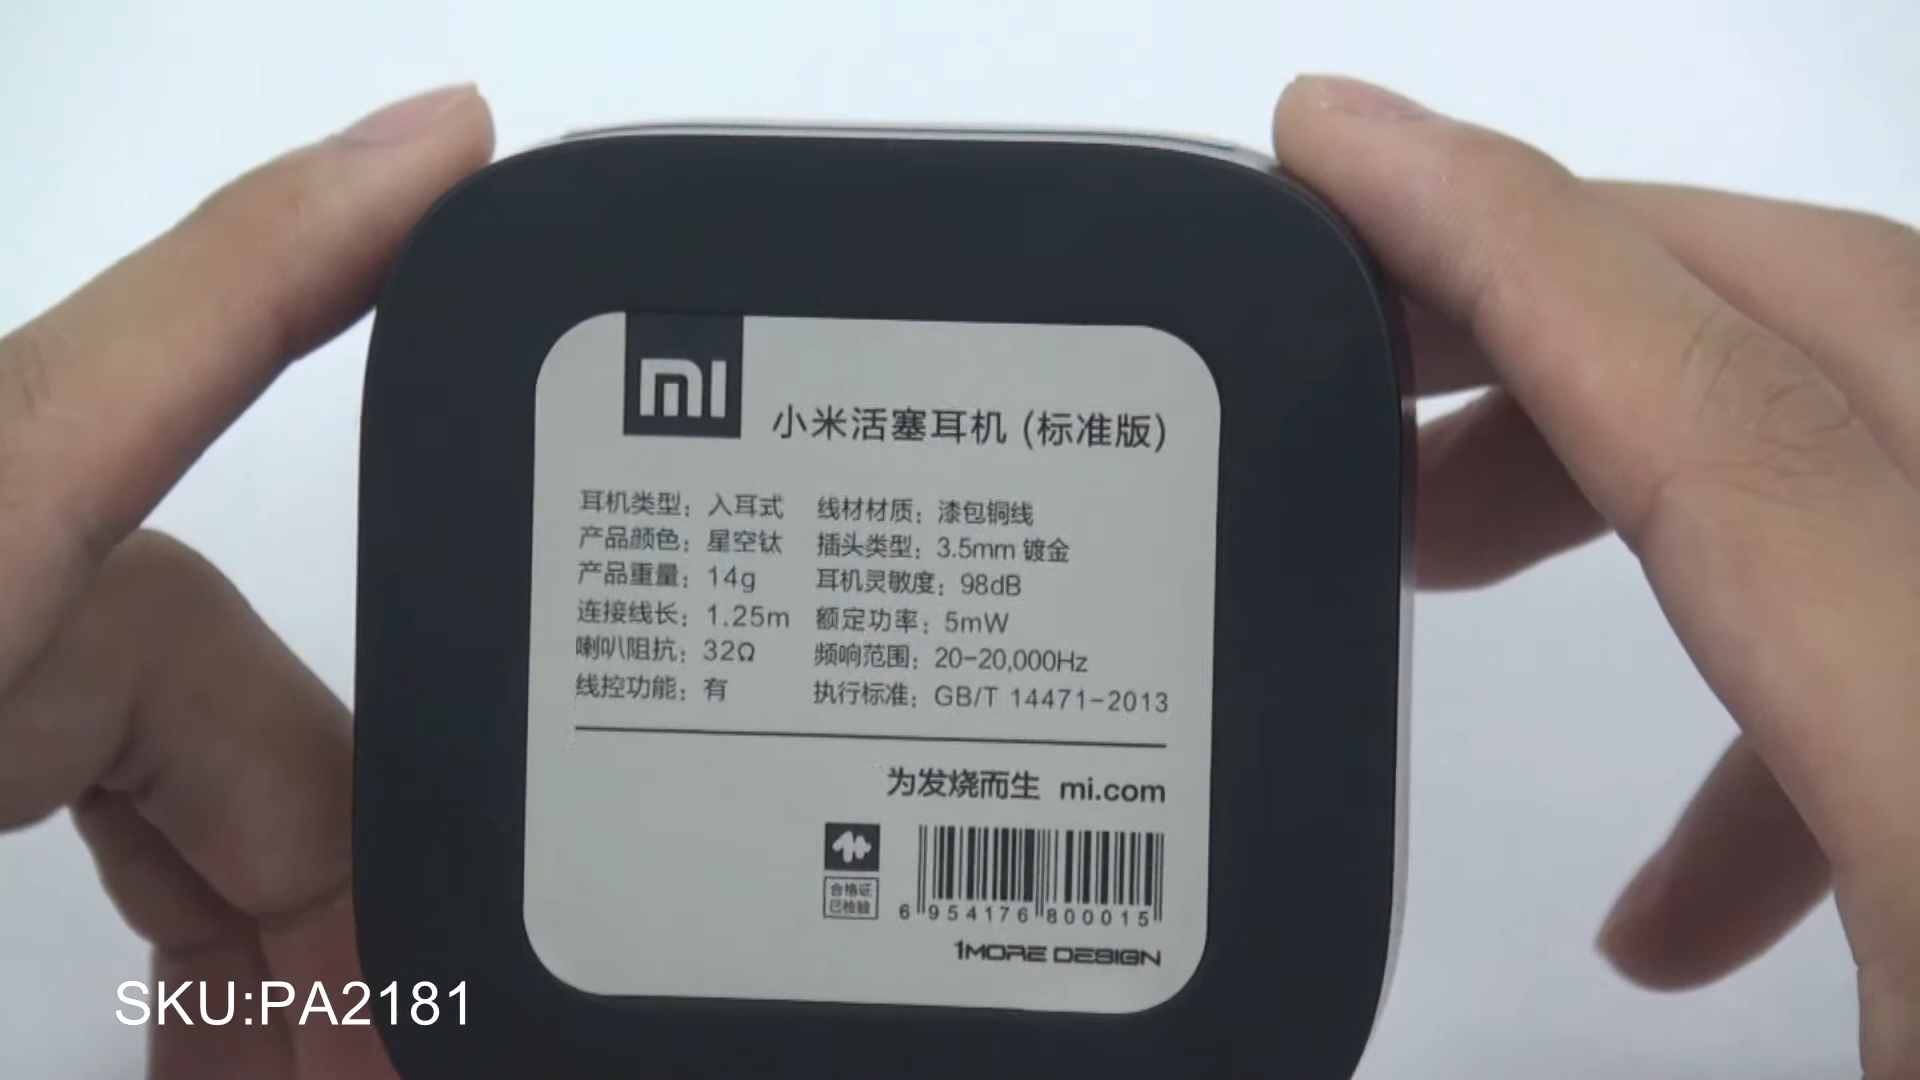 mi
小米活塞耳机 (标准版)
耳机类型: 入耳式 线材材质: 漆包铜线
产品颜色: 星空钛 插头类型: 3.5mm 镀金
产品重量: 14g 耳机灵敏度: 98dB
连接线长: 1.25m 额定功率: 5mW
喇叭阻抗: 32Ω 频响范围: 20-20,000Hz
线控功能: 有 执行标准: GB/T 14471-2013
为发烧而生 mi.com
合格证
已检验
6 954176 800015
1MORE DESIGN
SKU:PA2181